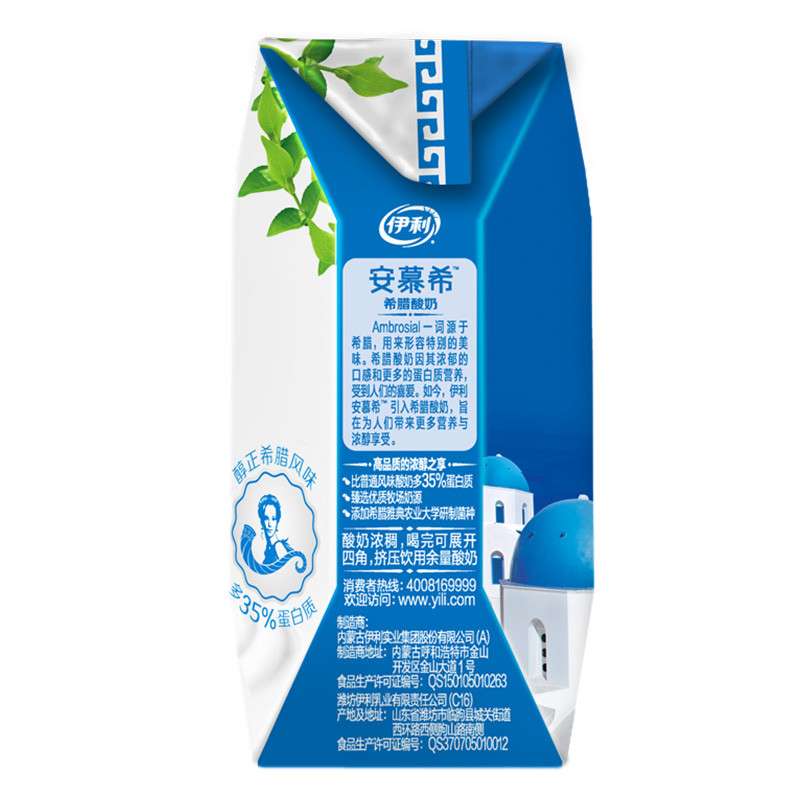 伊利
安慕希™
希腊酸奶
Ambrosial一词源于
希腊，用来形容特别的美
味。希腊酸奶因其浓郁的
口感和更多的蛋白质营养，
受到人们的喜爱。如今，伊利
安慕希™引入希腊酸奶，旨
在为人们带来更多营养与
浓醇享受。
高品质的浓醇之享
比普通风味酸奶多35%蛋白质
臻选优质牧场奶源
添加希腊雅典农业大学研制菌种
酸奶浓稠，喝完可展开
四角，挤压饮用余量酸奶
消费者热线：4008169999
欢迎访问：www.yili.com
制造商：
内蒙古伊利实业集团股份有限公司(A)
制造商地址：内蒙古呼和浩特市金山
开发区金山大道1号
食品生产许可证编号：QS150105010263
潍坊伊利乳业有限责任公司(C16)
产地及地址：山东省潍坊市临朐县城关街道
西环路西侧朐山路南侧
食品生产许可证编号：QS370705010012
醇正希腊风味
多35%蛋白质